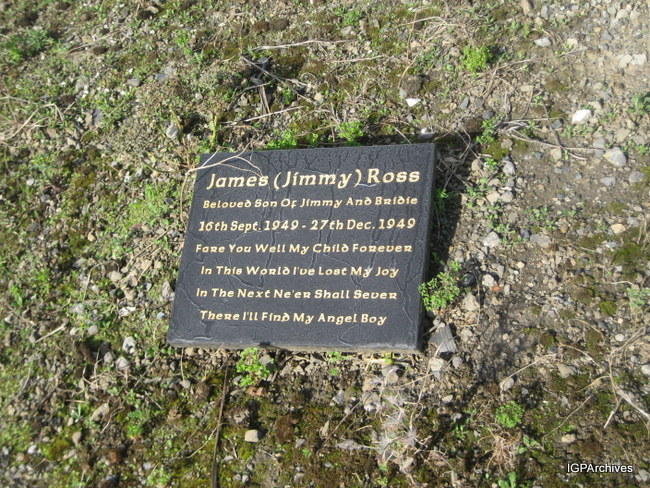 James (Jimmy) Ross
Beloved Son Of Jimmy And Bridie
16th Sept. 1949 - 27th Dec. 1949
Fare You Well My Child Forever
In This World I've Lost My Joy
In The Next Ne'er Shall Sever
There I'll Find My Angel Boy
IGPArchives